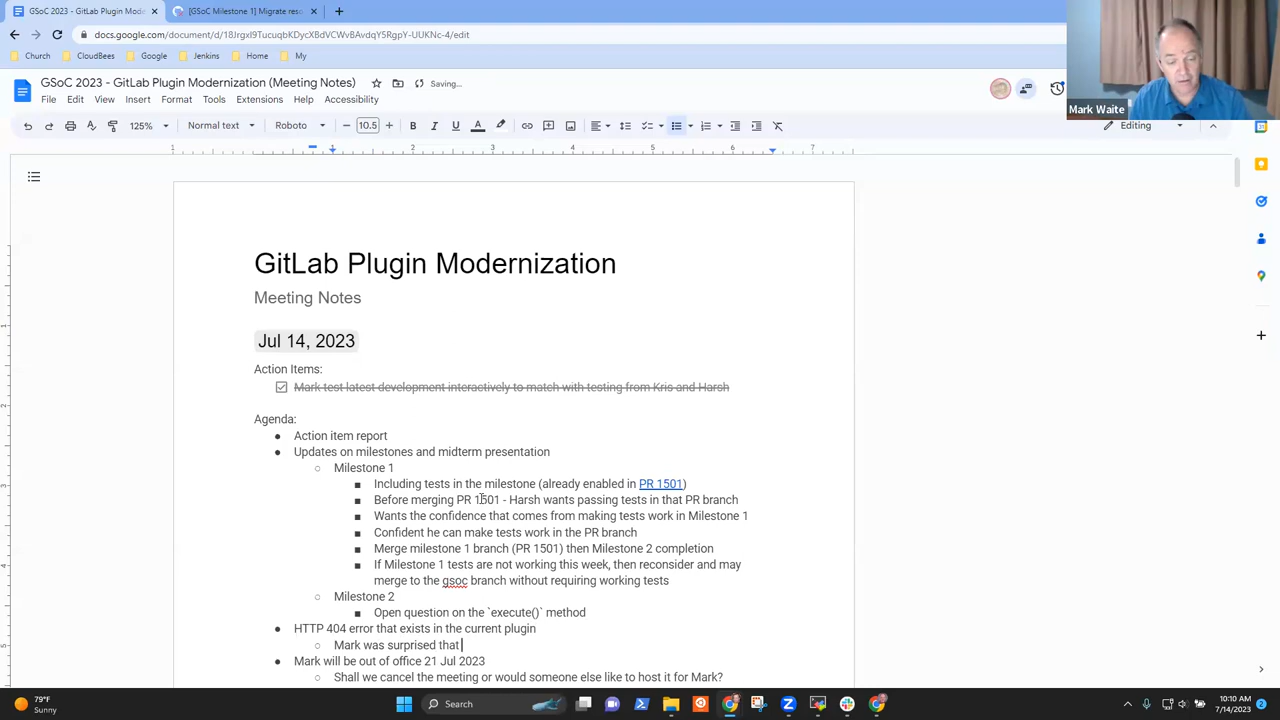 GSoC 2023 - GitLab Plugin Mode
[GSoC Milestone 1] Migrate reso
docs.google.com/document/d/18JrgxI9TucuqbKDycXBdVCWvBAvdqY5RgpY-UUKNc-4/edit
Church
CloudBees
Google
Jenkins
Horn
My
GSoC 2023 - GitLab Plugin Modernization (Meeting Notes)
Saving...
File Edit View Insert Format Tools Extensions Help Accessibility
Mark Waite
125% Normal text Roboto 10.5 Editing
1 1 2 3 4 5 6 7
GitLab Plugin Modernization
Meeting Notes
Jul 14, 2023
Action Items:
Mark test latest development interactively to match with testing from Kris and Harsh
Agenda:
● Action item report
● Updates on milestones and midterm presentation
○ Milestone 1
■ Including tests in the milestone (already enabled in PR 1501)
■ Before merging PR 1501 - Harsh wants passing tests in that PR branch
■ Wants the confidence that comes from making tests work in Milestone 1
■ Confident he can make tests work in the PR branch
■ Merge milestone 1 branch (PR 1501) then Milestone 2 completion
■ If Milestone 1 tests are not working this week, then reconsider and may
merge to the gsoc branch without requiring working tests
○ Milestone 2
■ Open question on the `execute()` method
● HTTP 404 error that exists in the current plugin
○ Mark was surprised that
● Mark will be out of office 21 Jul 2023
○ Shall we cancel the meeting or would someone else like to host it for Mark?
79°F
Sunny
Search
10:10 AM
7/14/2023